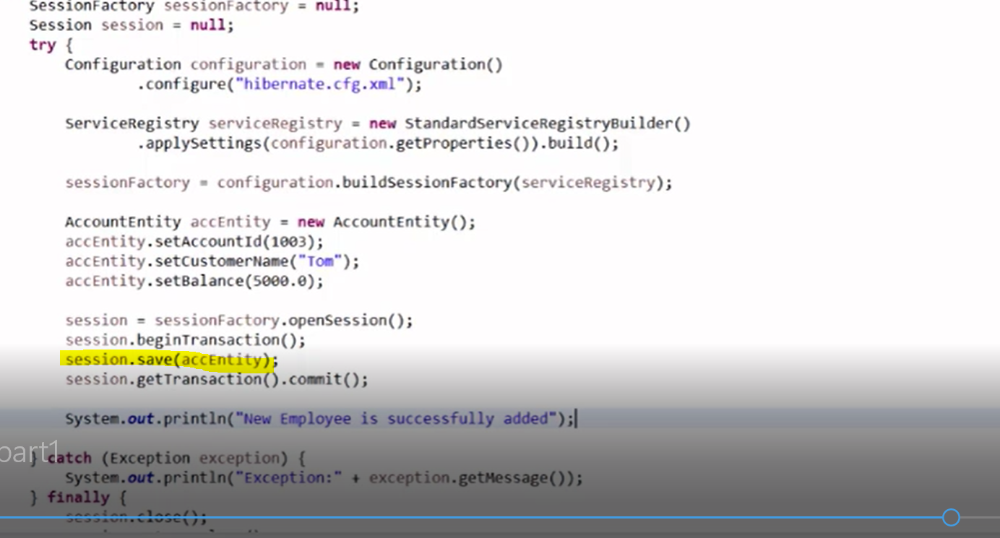 SessionFactory sessionFactory = null;
Session session = null;
try {
Configuration configuration = new Configuration()
.configure("hibernate.cfg.xml");
ServiceRegistry serviceRegistry = new StandardServiceRegistryBuilder()
.applySettings(configuration.getProperties()).build();
sessionFactory = configuration.buildSessionFactory(serviceRegistry);
AccountEntity accEntity = new AccountEntity();
accEntity.setAccountId(1003);
accEntity.setCustomerName("Tom");
accEntity.setBalance(5000.0);
session = sessionFactory.openSession();
session.beginTransaction();
session.save(accEntity);
session.getTransaction().commit();
System.out.println("New Employee is successfully added");
part1
} catch (Exception exception) {
System.out.println("Exception:" + exception.getMessage());
} finally {
session.close();